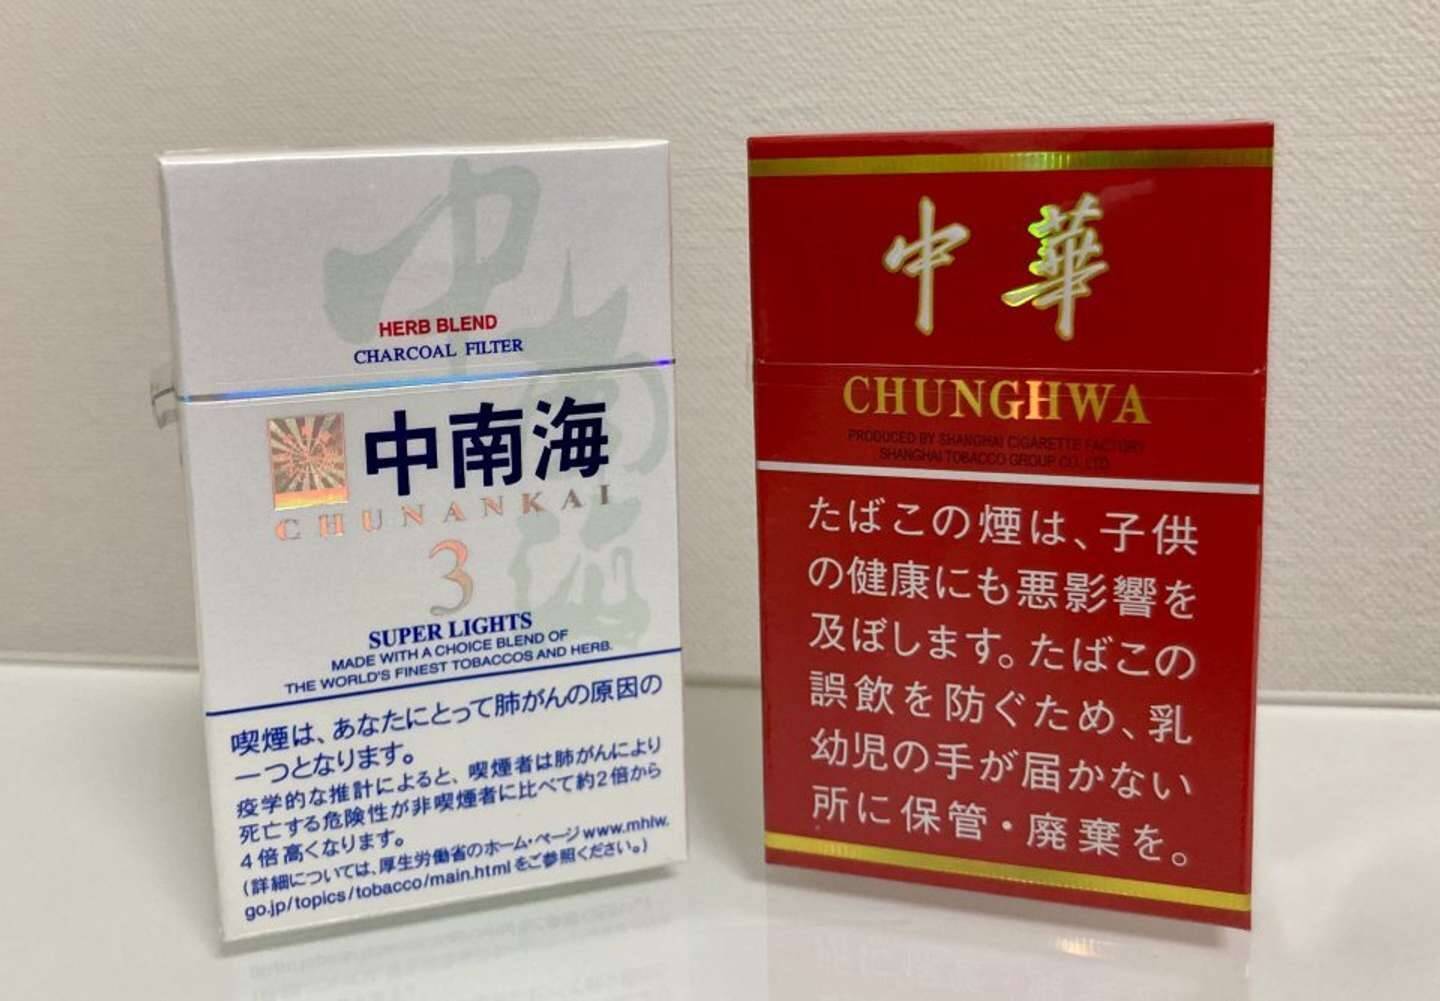 HERB BLEND
CHARCOAL FILTER
中南海
CHUNANKAI
3
SUPER LIGHTS
MADE WITH A CHOICE BLEND OF
THE WORLD'S FINEST TOBACCOS AND HERB.
喫煙は、あなたにとって肺がんの原因の
一つとなります。
疫学的な推計によると、喫煙者は肺がんにより
死亡する危険性が非喫煙者に比べて約2倍から
4倍高くなります。
(詳細については、厚生労働省のホーム・ページwww.mhlw.
go.jp/topics/tobacco/main.htmlをご参照ください。)
中華
CHUNGHWA
PRODUCED BY SHANGHAI CIGARETTE FACTORY
SHANGHAI TOBACCO GROUP CO., LTD.
たばこの煙は、子供
の健康にも悪影響を
及ぼします。たばこの
誤飲を防ぐため、乳
幼児の手が届かない
所に保管・廃棄を。